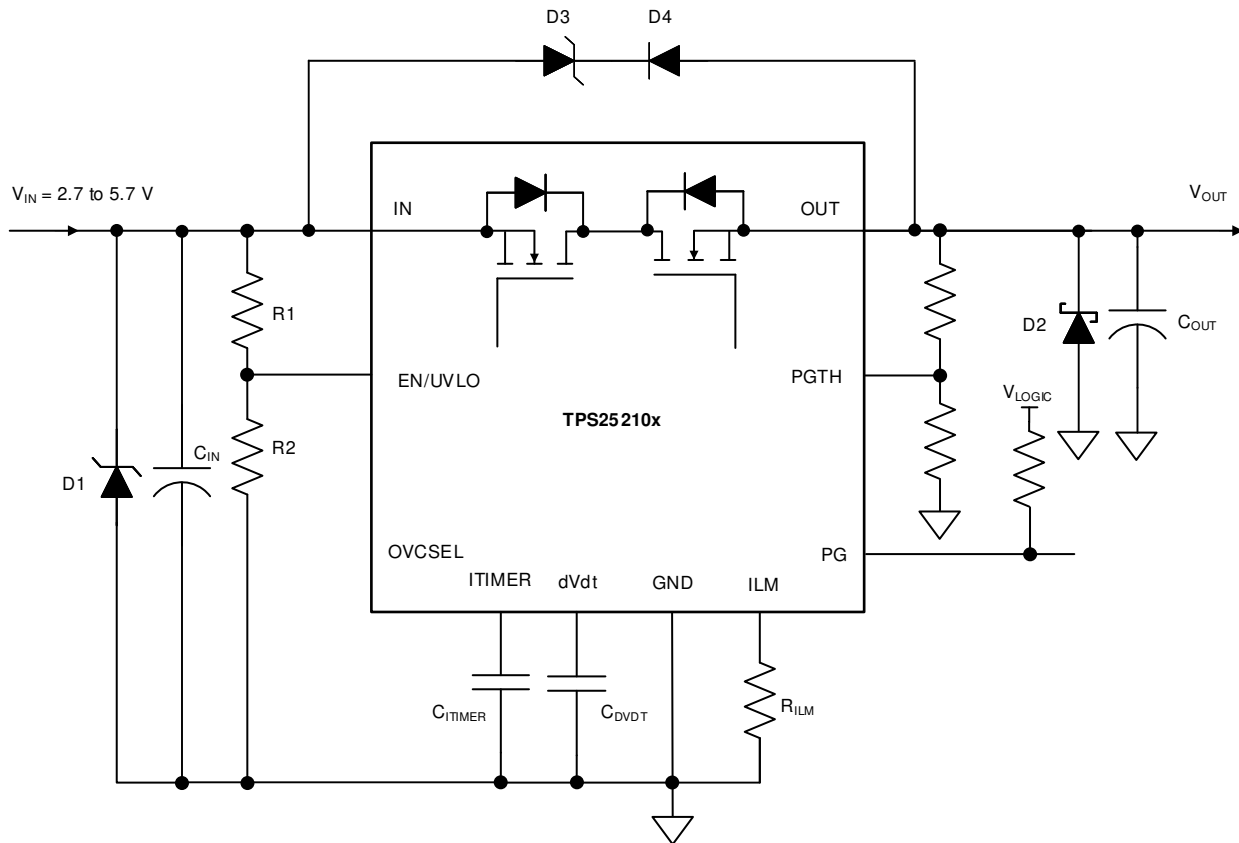 D3
D4
V_IN = 2.7 to 5.7 V
IN
OUT
V_OUT
R1
D2
C_OUT
EN/UVLO
PGTH
V_LOGIC
TPS25210x
C_IN
R2
D1
OVCSEL
PG
ITIMER
dVdt
GND
ILM
C_ITIMER
C_DVDT
R_ILM